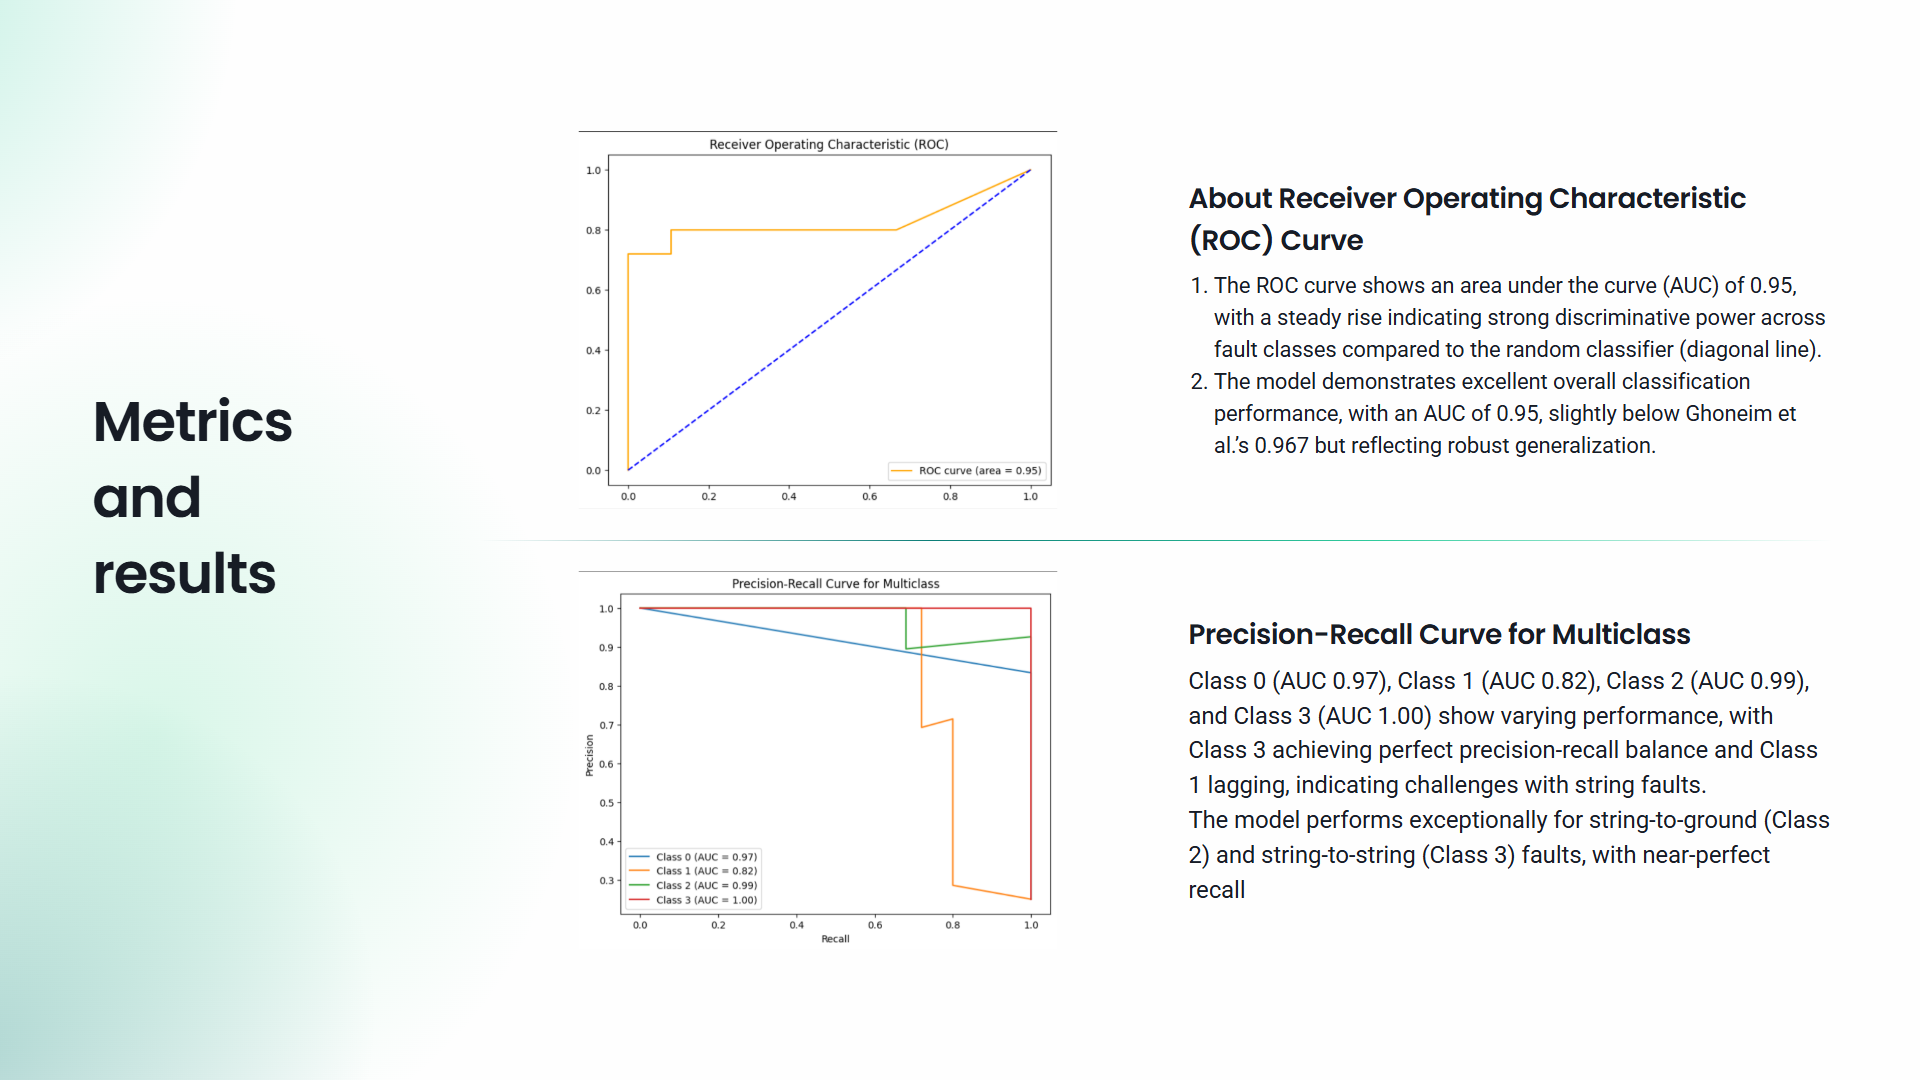 Metrics
and
results
Receiver Operating Characteristic (ROC)
1.0
0.8
0.6
0.4
0.2
0.0
0.0 0.2 0.4 0.6 0.8 1.0
ROC curve (area = 0.95)
About Receiver Operating Characteristic
(ROC) Curve
1. The ROC curve shows an area under the curve (AUC) of 0.95,
with a steady rise indicating strong discriminative power across
fault classes compared to the random classifier (diagonal line).
2. The model demonstrates excellent overall classification
performance, with an AUC of 0.95, slightly below Ghoneim et
al.’s 0.967 but reflecting robust generalization.
Precision-Recall Curve for Multiclass
Precision
1.0
0.9
0.8
0.7
0.6
0.5
0.4
0.3
Class 0 (AUC = 0.97)
Class 1 (AUC = 0.82)
Class 2 (AUC = 0.99)
Class 3 (AUC = 1.00)
0.0 0.2 0.4 0.6 0.8 1.0
Recall
Precision-Recall Curve for Multiclass
Class 0 (AUC 0.97), Class 1 (AUC 0.82), Class 2 (AUC 0.99),
and Class 3 (AUC 1.00) show varying performance, with
Class 3 achieving perfect precision-recall balance and Class
1 lagging, indicating challenges with string faults.
The model performs exceptionally for string-to-ground (Class
2) and string-to-string (Class 3) faults, with near-perfect
recall